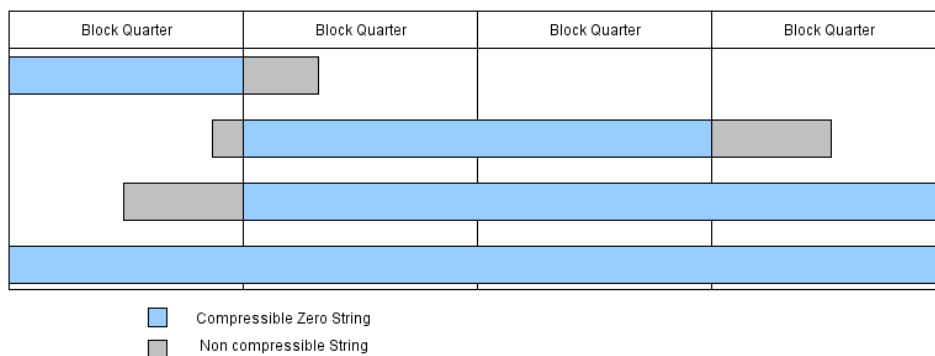 Block Quarter Block Quarter Block Quarter Block Quarter
Compressible Zero String
Non compressible String